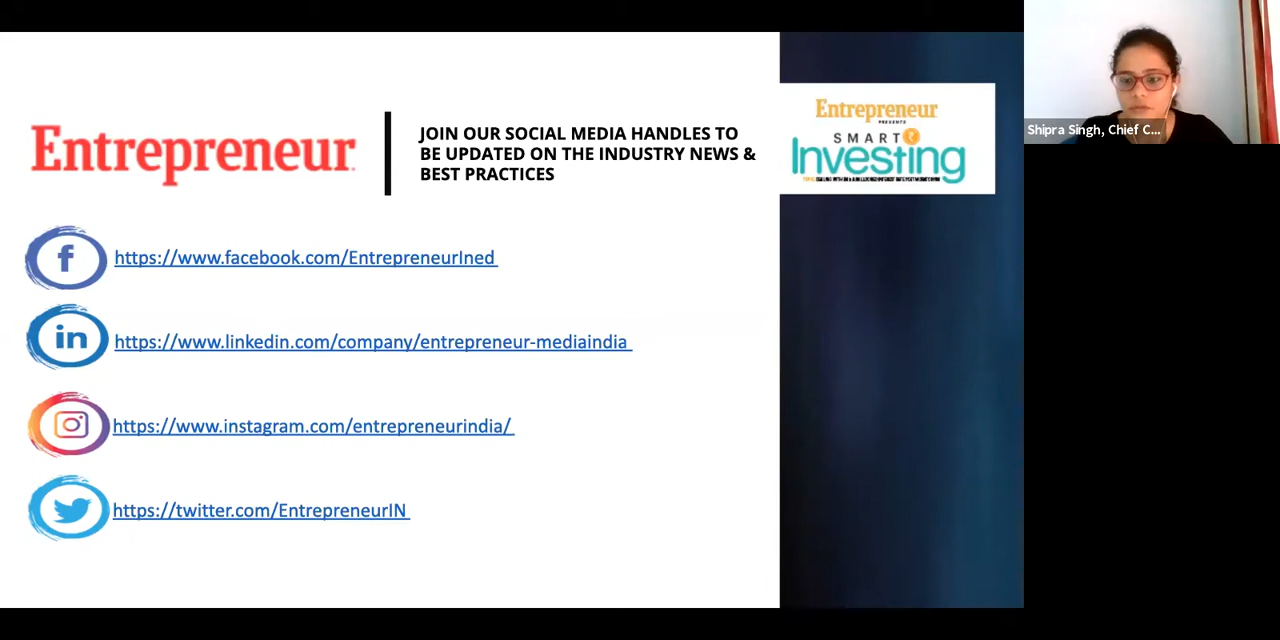 Entrepreneur
JOIN OUR SOCIAL MEDIA HANDLES TO
BE UPDATED ON THE INDUSTRY NEWS &
BEST PRACTICES
https://www.facebook.com/EntrepreneurIned
https://www.linkedin.com/company/entrepreneur-mediaindia
https://www.instagram.com/entrepreneurindia/
https://twitter.com/EntrepreneurIN
Entrepreneur
PRESENTS
SMART ₹
Investing
Shipra Singh, Chief C...